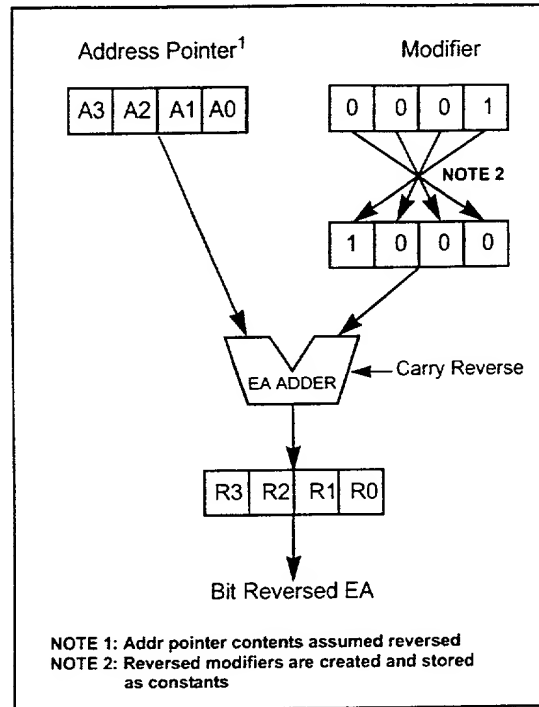 Address Pointer1 Modifier
A3 A2 A1 A0 0 0 0 1
NOTE 2
1 0 0 0
EA ADDER Carry Reverse
R3 R2 R1 R0
Bit Reversed EA
NOTE 1: Addr pointer contents assumed reversed
NOTE 2: Reversed modifiers are created and stored
as constants